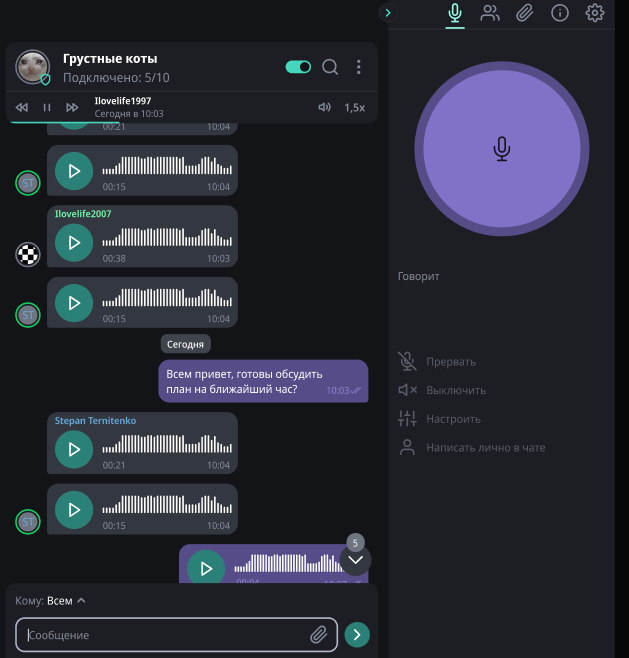 Грустные коты
Подключено: 5/10
Ilovelife1997
Сегодня в 10:03
1,5x
00:21 10:04
ST
00:15 10:04
Ilovelife2007
00:38 10:03
ST
00:15 10:04
Сегодня
Всем привет, готовы обсудить
план на ближайший час?
10:03
Stepan Ternitenko
00:21 10:04
ST
00:15 10:04
5
00:04
Кому: Всем
Сообщение
Говорит
Прервать
Выключить
Настроить
Написать лично в чате